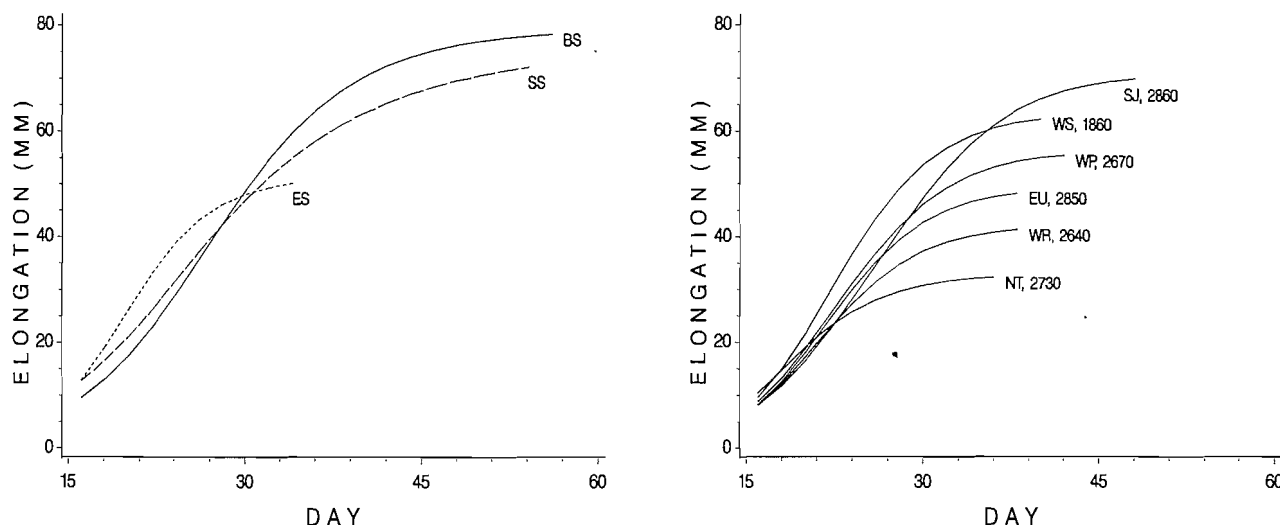 ELONGATION (MM)
80
60
40
20
0
15
30
45
60
DAY
BS
SS
ES
ELONGATION (MM)
80
60
40
20
0
15
30
45
60
DAY
SJ, 2860
WS, 1860
WP, 2670
EU, 2850
WR, 2640
NT, 2730